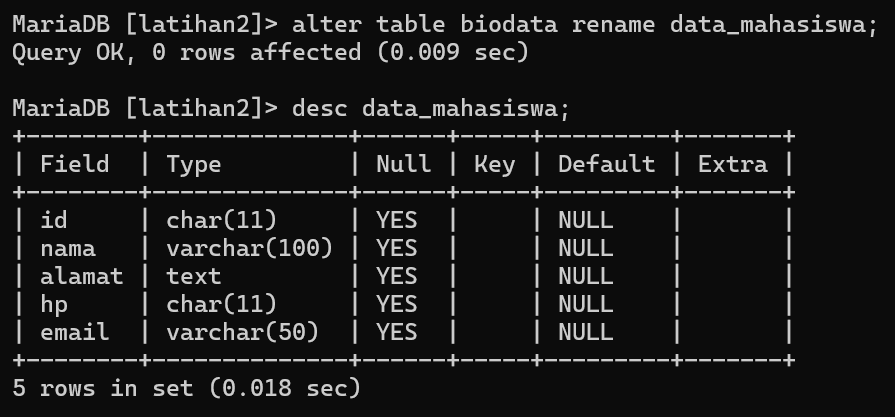 MariaDB [latihan2]> alter table biodata rename data_mahasiswa;
Query OK, 0 rows affected (0.009 sec)

MariaDB [latihan2]> desc data_mahasiswa;
+--------+--------------+------+-----+---------+-------+
| Field  | Type         | Null | Key | Default | Extra |
+--------+--------------+------+-----+---------+-------+
| id     | char(11)     | YES  |     | NULL    |       |
| nama   | varchar(100) | YES  |     | NULL    |       |
| alamat | text         | YES  |     | NULL    |       |
| hp     | char(11)     | YES  |     | NULL    |       |
| email  | varchar(50)  | YES  |     | NULL    |       |
+--------+--------------+------+-----+---------+-------+
5 rows in set (0.018 sec)